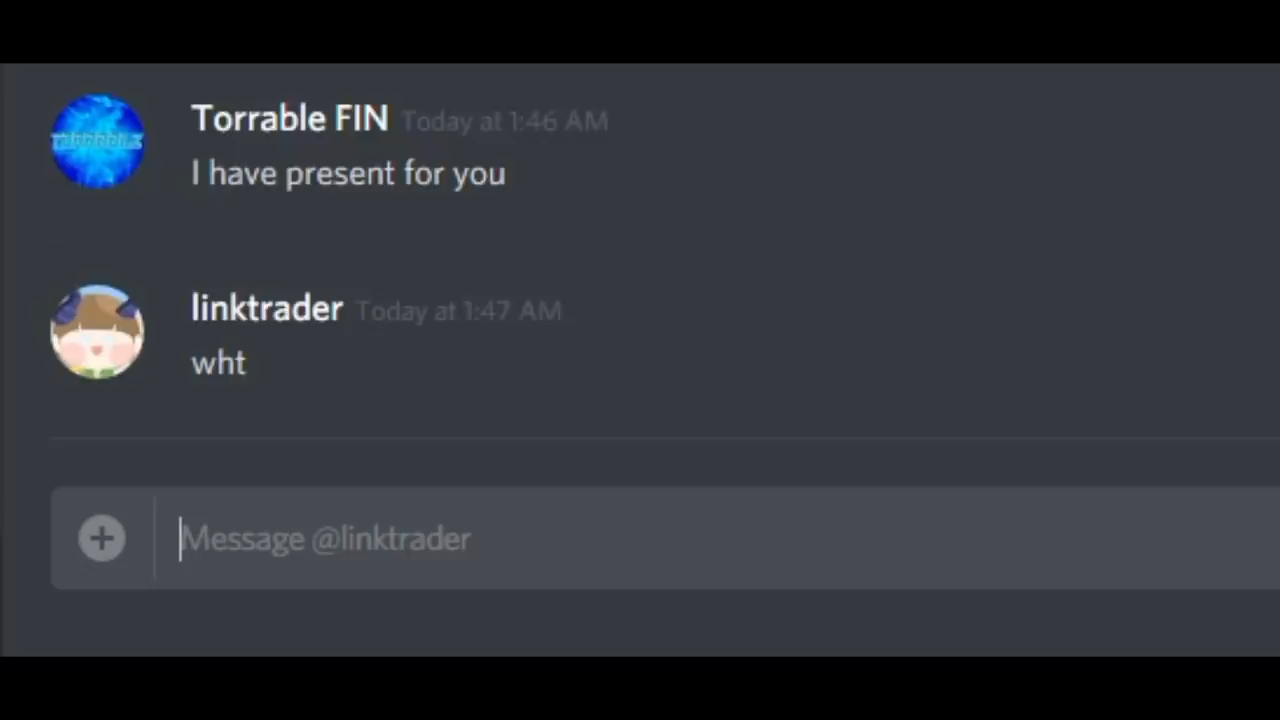 Torrable FIN Today at 1:46 AM
I have present for you
linktrader Today at 1:47 AM
wht
Message @linktrader